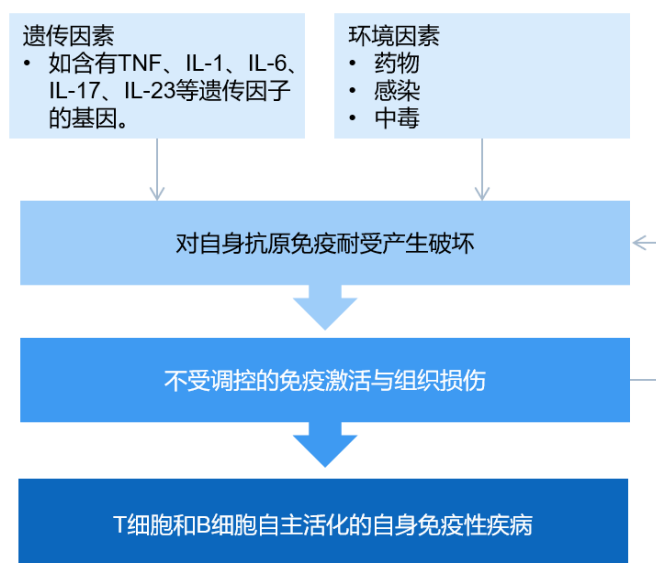 遗传因素
• 如含有TNF、IL-1、IL-6、
IL-17、IL-23等遗传因子
的基因。
环境因素
• 药物
• 感染
• 中毒
对自身抗原免疫耐受产生破坏
不受调控的免疫激活与组织损伤
T细胞和B细胞自主活化的自身免疫性疾病